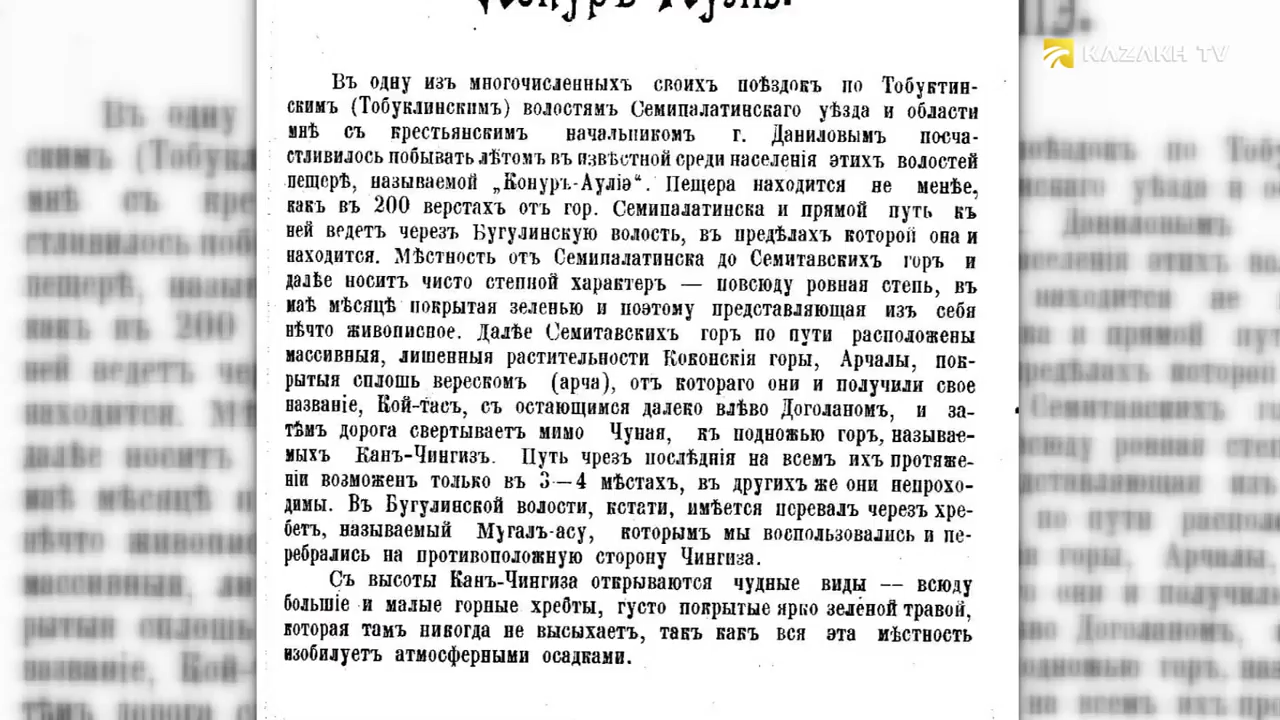 KAZAKH TV
Въ одну изъ многочисленныхъ своихъ поѣздокъ по Тобуктин-
скимъ (Тобуклинскимъ) волостямъ Семипалатинскаго уѣзда и области
мнѣ съ крестьянскимъ начальникомъ г. Даниловымъ посча-
стливилось побывать лѣтомъ въ извѣстной среди населенія этихъ волостей
пещерѣ, называемой „Конуръ-Ауліэ“. Пещера находится не менѣе,
какъ въ 200 верстахъ отъ гор. Семипалатинска и прямой путь къ
ней ведетъ черезъ Бугулинскую волость, въ предѣлахъ которой она и
находится. Мѣстность отъ Семипалатинска до Семитавскихъ горъ и
далѣе носитъ чисто степной характеръ — повсюду ровная степь, въ
маѣ мѣсяцѣ покрытая зеленью и поэтому представляющая изъ себя
нѣчто живописное. Далѣе Семитавскихъ горъ по пути расположены
массивныя, лишенныя растительности Коконскія горы, Арчалы, пок-
рытыя сплошь верескомъ (арча), отъ котораго они и получили свое
названіе, Кой-тасъ, съ остающимся далеко влѣво Доголаномъ, и за-
тѣмъ дорога свертываетъ мимо Чуная, къ подножью горъ, называе-
мыхъ Канъ-Чингизъ. Путь чрезъ послѣднія на всемъ ихъ протяже-
ніи возможенъ только въ 3—4 мѣстахъ, въ другихъ же они непрохо-
димы. Въ Бугулинской волости, кстати, имѣется перевалъ черезъ хре-
бетъ, называемый Мугалъ-асу, которымъ мы воспользовались и пе-
ребрались на противоположную сторону Чингиза.
Съ высоты Канъ-Чингиза открываются чудные виды — всюду
большіе и малые горные хребты, густо покрытые ярко зеленой травой,
которая тамъ никогда не высыхаетъ, такъ какъ вся эта мѣстность
изобилуетъ атмосферными осадками.